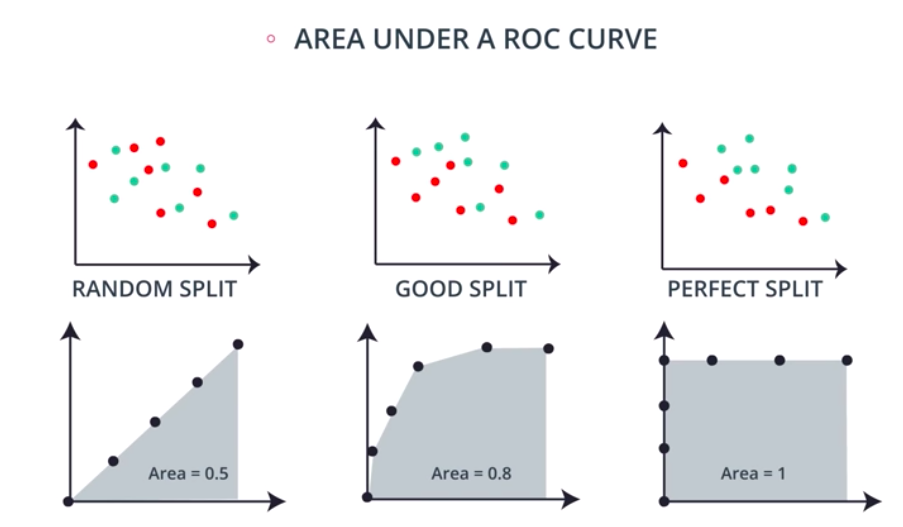 AREA UNDER A ROC CURVE
RANDOM SPLIT
GOOD SPLIT
PERFECT SPLIT
Area = 0.5
Area = 0.8
Area = 1